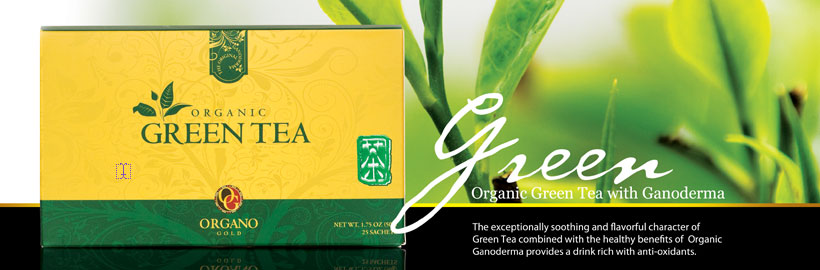 ORGANIC
GREEN TEA
茶
OG
ORGANO
GOLD
NET WT. 1.75 OZ
25 SACHETS
Green
Organic Green Tea with Ganoderma
The exceptionally soothing and flavorful character of
Green Tea combined with the healthy benefits of Organic
Ganoderma provides a drink rich with anti-oxidants.